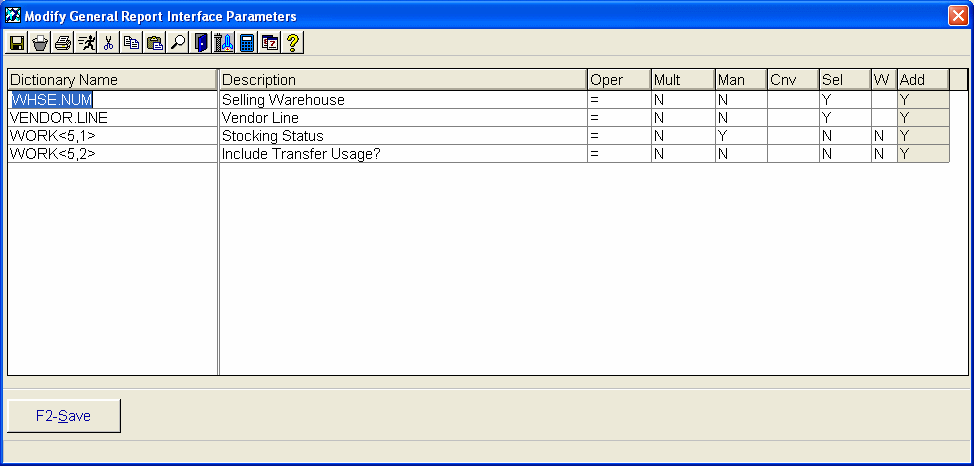 Modify General Report Interface Parameters
Dictionary Name Description Oper Mult Man Cnv Sel W Add
WHSE.NUM Selling Warehouse = N N Y Y
VENDOR.LINE Vendor Line = N N Y Y
WORK<5,1> Stocking Status = N Y N N Y
WORK<5,2> Include Transfer Usage? = N N N N Y
F2-Save